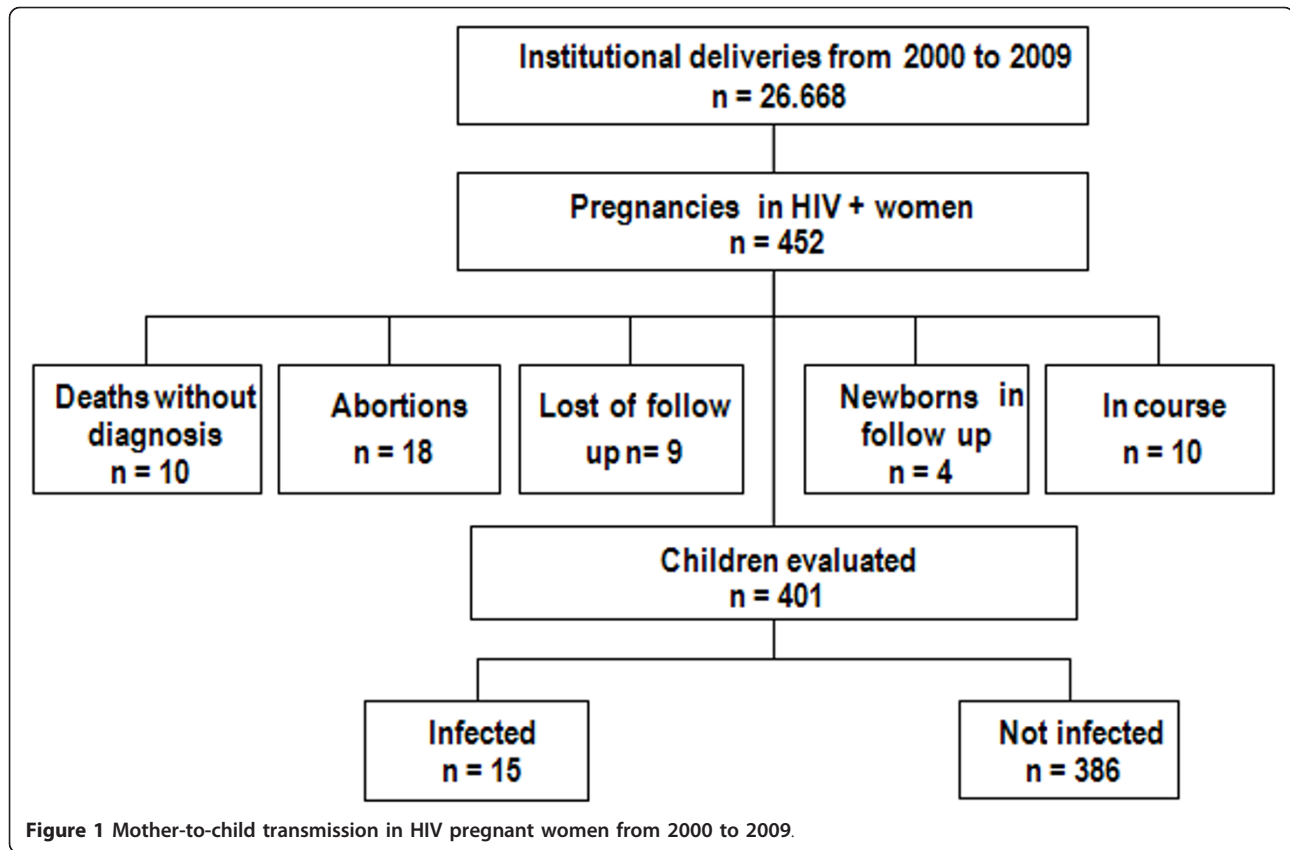 Institutional deliveries from 2000 to 2009
n = 26.668
Pregnancies in HIV + women
n = 452
Deaths without
diagnosis
n = 10
Abortions
n = 18
Lost of follow
up n= 9
Newborns in
follow up
n = 4
In course
n = 10
Children evaluated
n = 401
Infected
n = 15
Not infected
n = 386
Figure 1 Mother-to-child transmission in HIV pregnant women from 2000 to 2009.